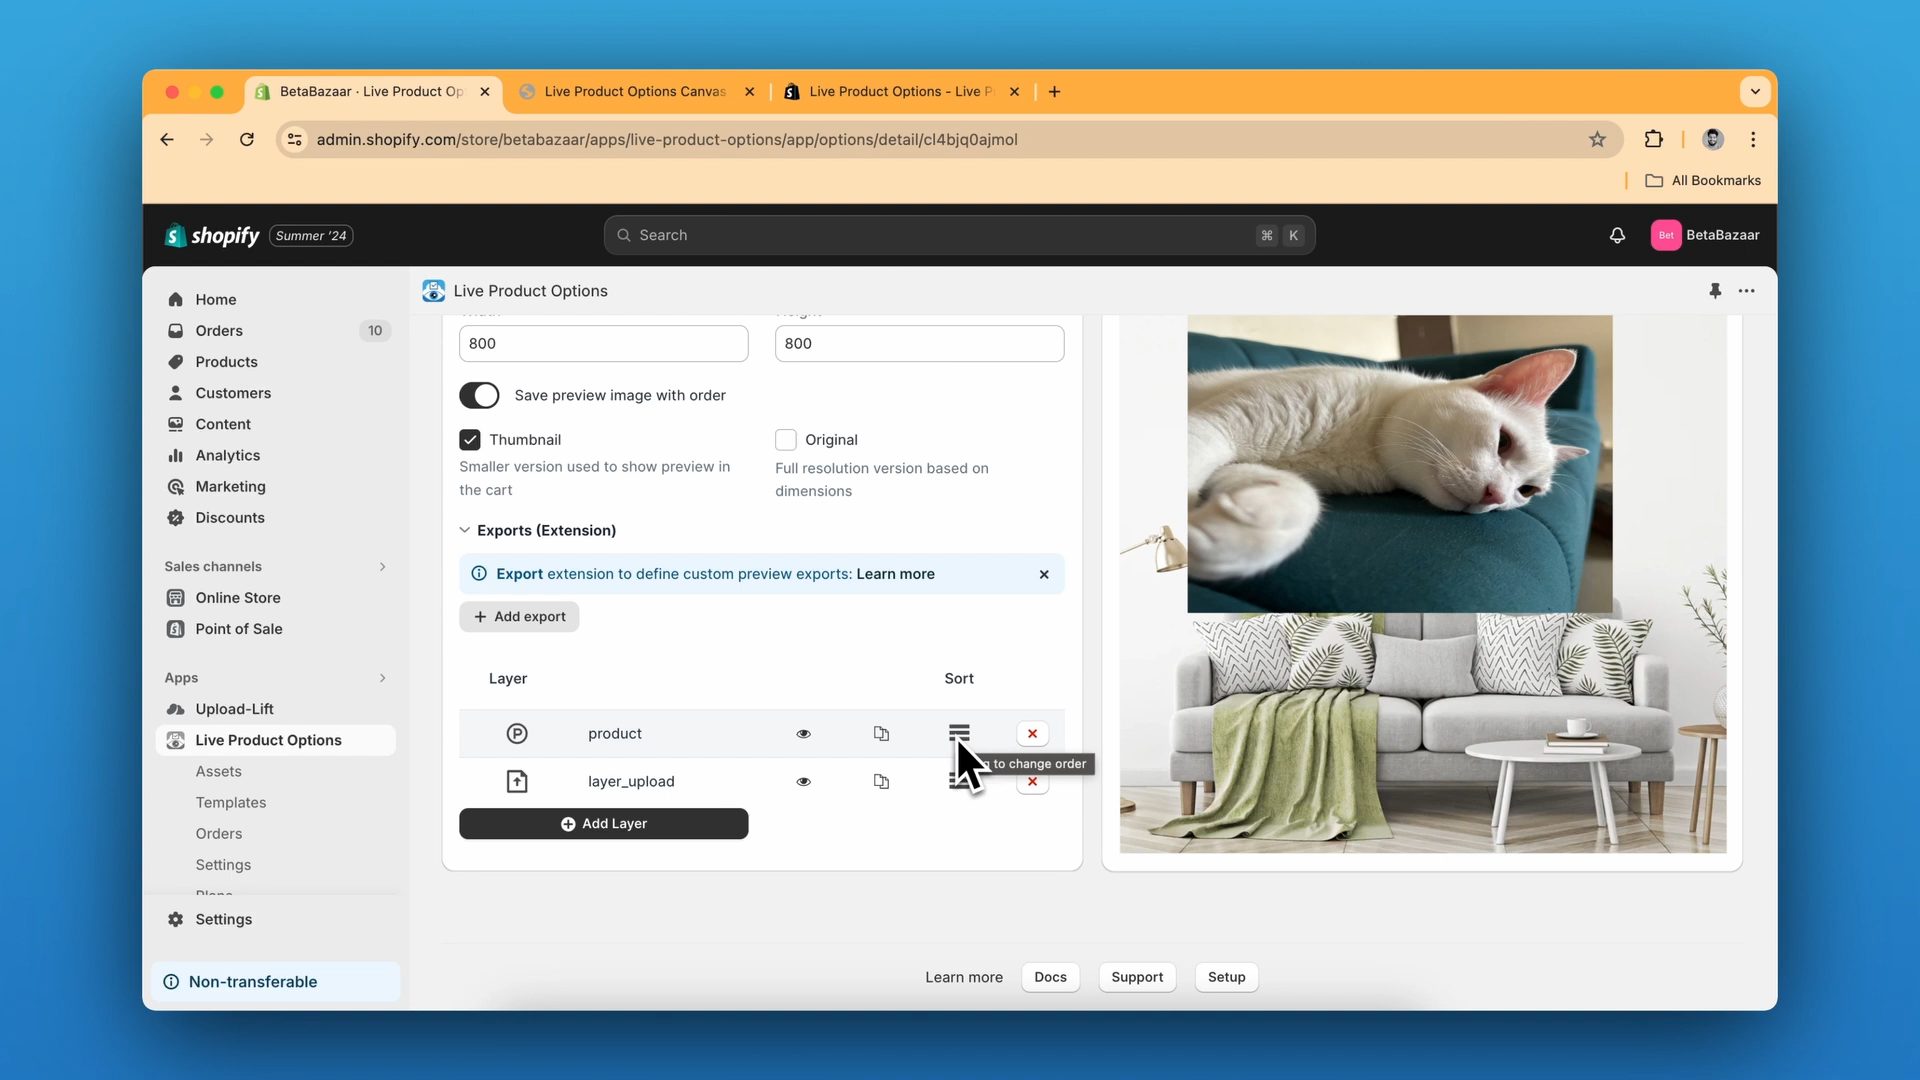 BetaBazaar · Live Product Op
Live Product Options Canvas
Live Product Options - Live P
admin.shopify.com/store/betabazaar/apps/live-product-options/app/options/detail/cl4bjq0ajmol
All Bookmarks
shopify
Summer '24
Search
⌘ K
Bet
BetaBazaar
Home
Orders
10
Products
Customers
Content
Analytics
Marketing
Discounts
Sales channels
Online Store
Point of Sale
Apps
Upload-Lift
Live Product Options
Assets
Templates
Orders
Settings
Settings
Non-transferable
Live Product Options
800
800
Save preview image with order
Thumbnail
Smaller version used to show preview in
the cart
Original
Full resolution version based on
dimensions
Exports (Extension)
Export extension to define custom preview exports: Learn more
Add export
Layer
Sort
P
product
to change order
layer_upload
Add Layer
Learn more
Docs
Support
Setup